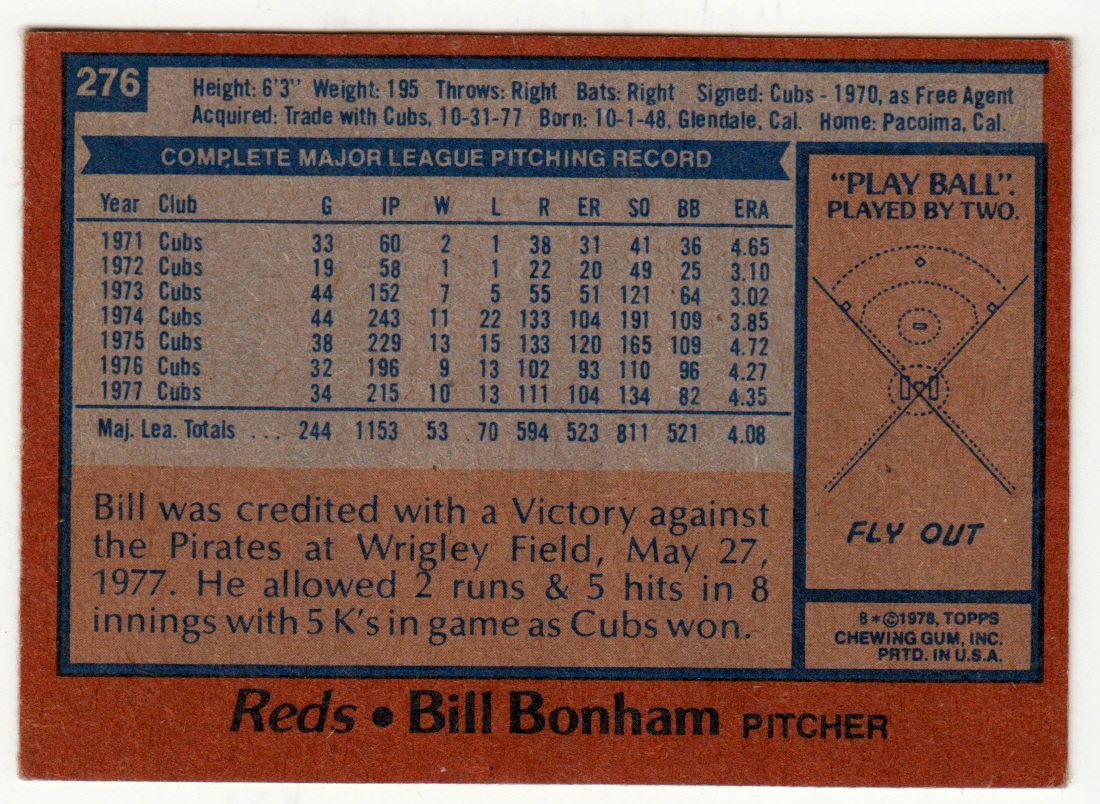 276
Height: 6'3" Weight: 195 Throws: Right Bats: Right Signed: Cubs - 1970, as Free Agent
Acquired: Trade with Cubs, 10-31-77 Born: 10-1-48, Glendale, Cal. Home: Pacoima, Cal.
COMPLETE MAJOR LEAGUE PITCHING RECORD
Year Club G IP W L R ER SO BB ERA
1971 Cubs 33 60 2 1 38 31 41 36 4.65
1972 Cubs 19 58 1 1 22 20 49 25 3.10
1973 Cubs 44 152 7 5 55 51 121 64 3.02
1974 Cubs 44 243 11 22 133 104 191 109 3.85
1975 Cubs 38 229 13 15 133 120 165 109 4.72
1976 Cubs 32 196 9 13 102 93 110 96 4.27
1977 Cubs 34 215 10 13 111 104 134 82 4.35
Maj. Lea. Totals ... 244 1153 53 70 594 523 811 521 4.08
Bill was credited with a Victory against
the Pirates at Wrigley Field, May 27,
1977. He allowed 2 runs & 5 hits in 8
innings with 5 K's in game as Cubs won.
"PLAY BALL".
PLAYED BY TWO.
FLY OUT
B*©1978, TOPPS
CHEWING GUM, INC.
PRTD. IN U.S.A.
Reds • Bill Bonham PITCHER